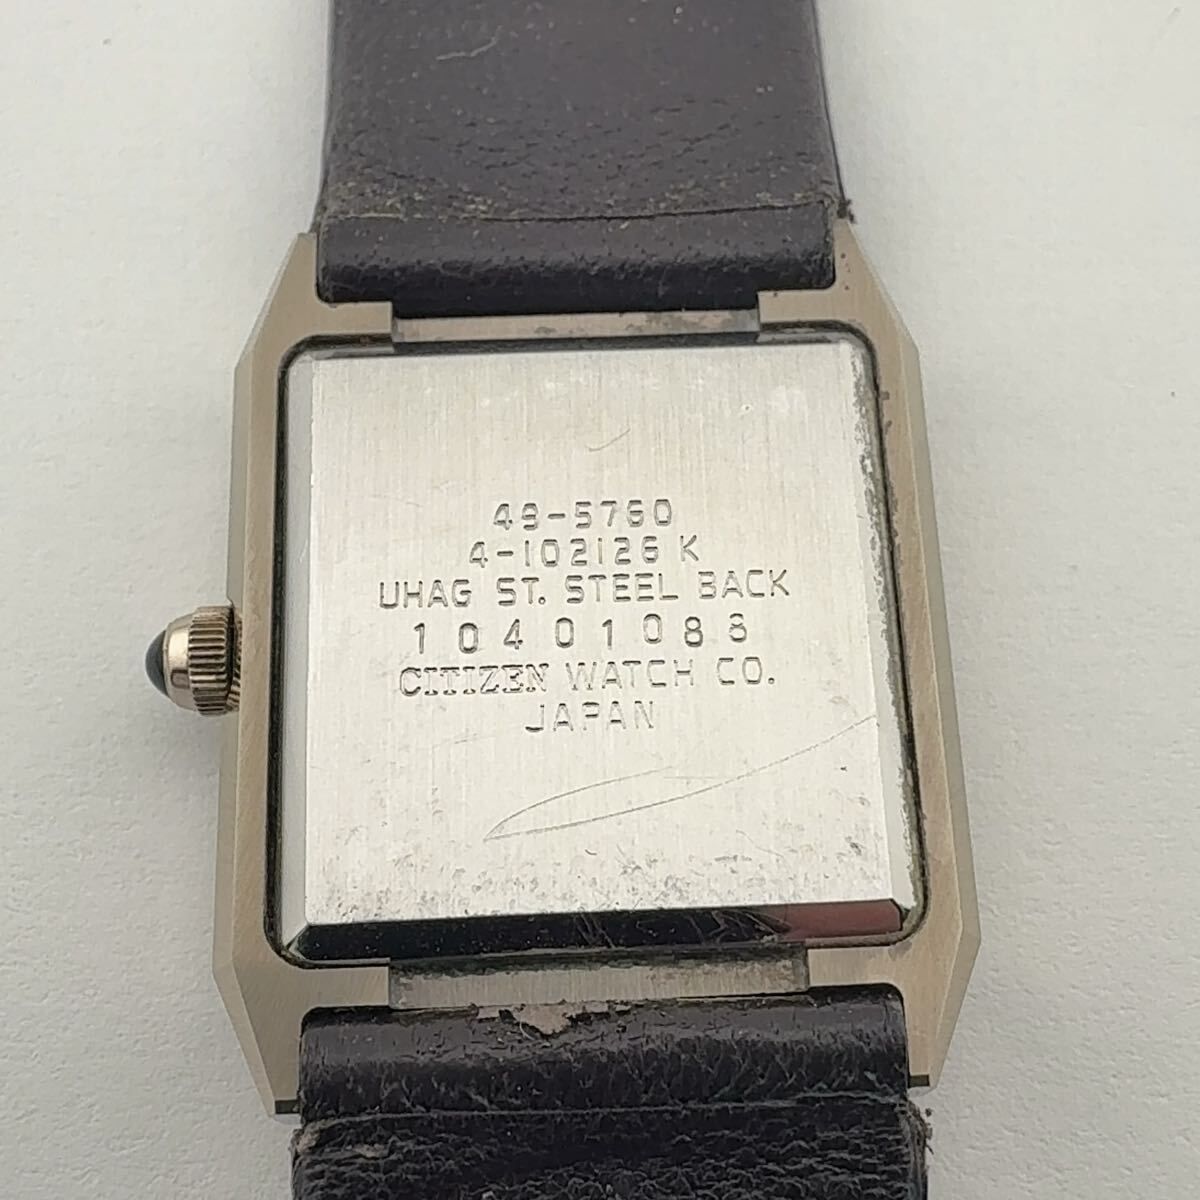 49-5760
4-102126 K
UHAG ST. STEEL BACK
10401088
CITIZEN WATCH CO.
JAPAN